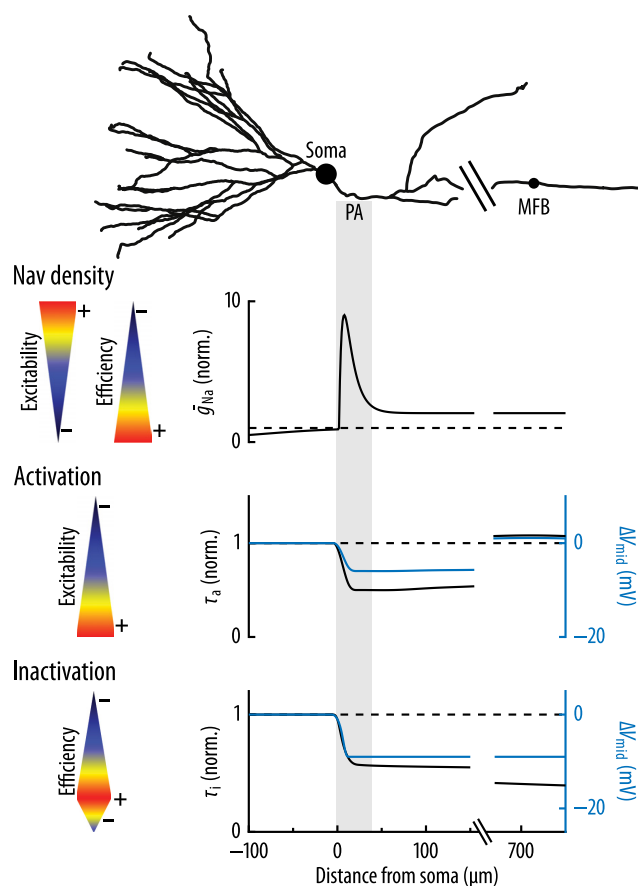 Soma
PA
MFB
Nav density
Excitability
+
−
Efficiency
−
+
10
0
ḡNa (norm.)
Activation
Excitability
−
+
1
0
τa (norm.)
0
−20
ΔVmid (mV)
Inactivation
Efficiency
−
+
−
1
0
τi (norm.)
0
−20
ΔVmid (mV)
−100
0
100
700
Distance from soma (µm)